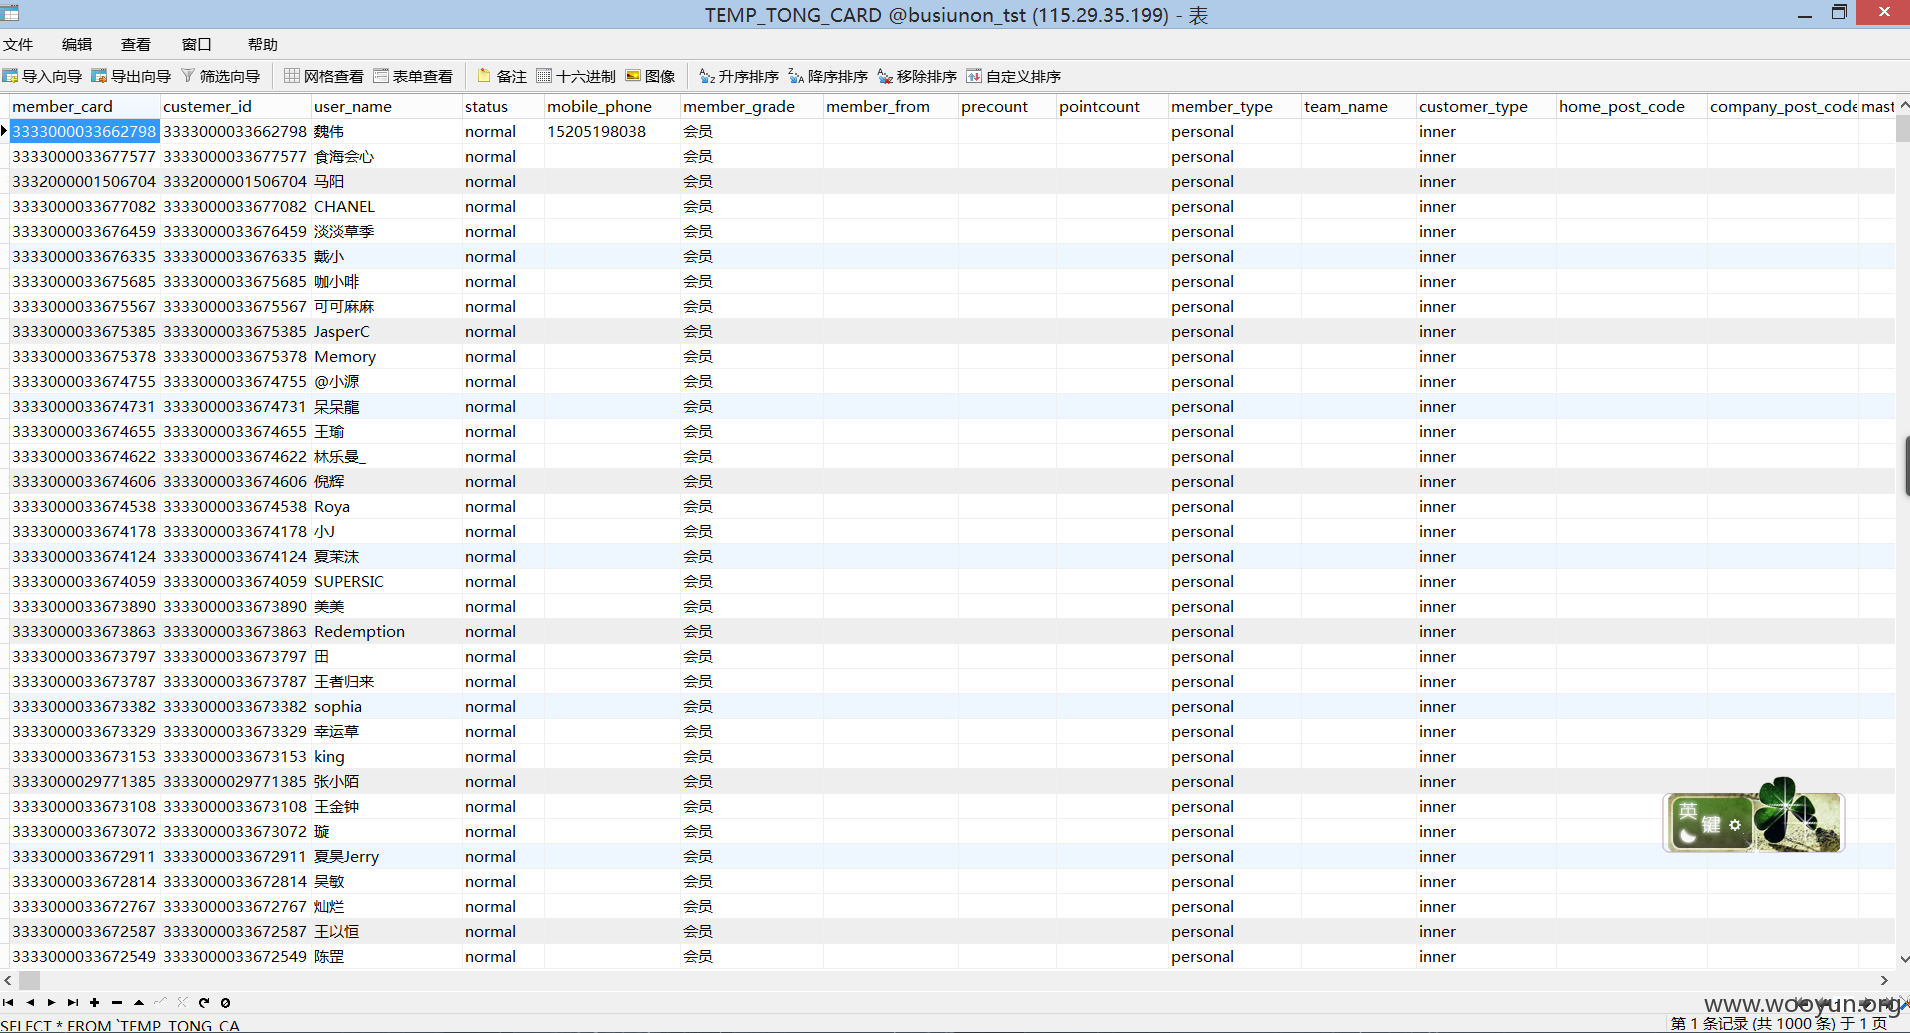 TEMP_TONG_CARD @busiunon_tst (115.29.35.199) - 表
文件 编辑 查看 窗口 帮助
导入向导 导出向导 筛选向导 网格查看 表单查看 备注 十六进制 图像 升序排序 降序排序 移除排序 自定义排序
member_card custemer_id user_name status mobile_phone member_grade member_from precount pointcount member_type team_name customer_type home_post_code company_post_code mast
3333000033662798 3333000033662798 魏伟 normal 15205198038 会员 personal inner
3333000033677577 3333000033677577 食海会心 normal 会员 personal inner
3332000001506704 3332000001506704 马阳 normal 会员 personal inner
3333000033677082 3333000033677082 CHANEL normal 会员 personal inner
3333000033676459 3333000033676459 淡淡草季 normal 会员 personal inner
3333000033676335 3333000033676335 戴小 normal 会员 personal inner
3333000033675685 3333000033675685 咖小啡 normal 会员 personal inner
3333000033675567 3333000033675567 可可麻麻 normal 会员 personal inner
3333000033675385 3333000033675385 JasperC normal 会员 personal inner
3333000033675378 3333000033675378 Memory normal 会员 personal inner
3333000033674755 3333000033674755 @小源 normal 会员 personal inner
3333000033674731 3333000033674731 呆呆龍 normal 会员 personal inner
3333000033674655 3333000033674655 王瑜 normal 会员 personal inner
3333000033674622 3333000033674622 林乐曼_ normal 会员 personal inner
3333000033674606 3333000033674606 倪辉 normal 会员 personal inner
3333000033674538 3333000033674538 Roya normal 会员 personal inner
3333000033674178 3333000033674178 小J normal 会员 personal inner
3333000033674124 3333000033674124 夏茉沫 normal 会员 personal inner
3333000033674059 3333000033674059 SUPERSIC normal 会员 personal inner
3333000033673890 3333000033673890 美美 normal 会员 personal inner
3333000033673863 3333000033673863 Redemption normal 会员 personal inner
3333000033673797 3333000033673797 田 normal 会员 personal inner
3333000033673787 3333000033673787 王者归来 normal 会员 personal inner
3333000033673382 3333000033673382 sophia normal 会员 personal inner
3333000033673329 3333000033673329 幸运草 normal 会员 personal inner
3333000033673153 3333000033673153 king normal 会员 personal inner
3333000029771385 3333000029771385 张小陌 normal 会员 personal inner
3333000033673108 3333000033673108 王金钟 normal 会员 personal inner
3333000033673072 3333000033673072 璇 normal 会员 personal inner
3333000033672911 3333000033672911 夏昊Jerry normal 会员 personal inner
3333000033672814 3333000033672814 吴敏 normal 会员 personal inner
3333000033672767 3333000033672767 灿烂 normal 会员 personal inner
3333000033672587 3333000033672587 王以恒 normal 会员 personal inner
3333000033672549 3333000033672549 陈罡 normal 会员 personal inner
英
键
www.wooyun.org
SELECT * FROM `TEMP_TONG_CA
第 1 条记录 (共 1000 条) 于 1 页